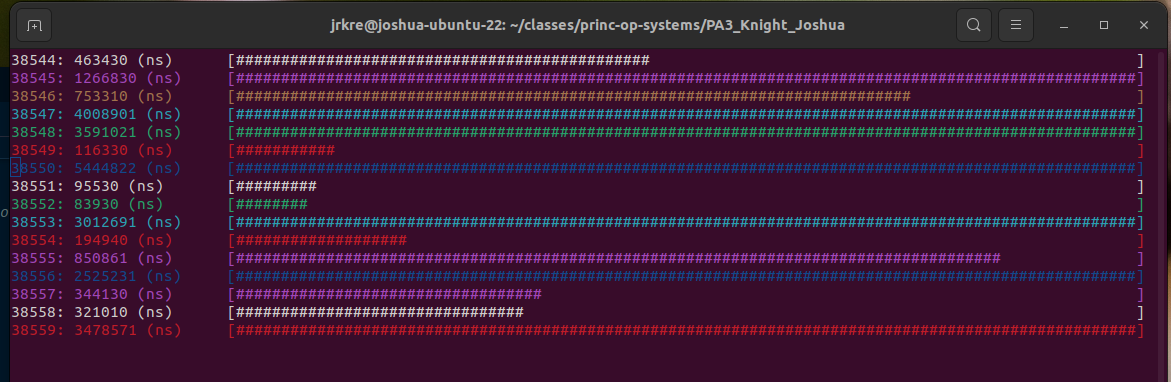 jrkre@joshua-ubuntu-22: ~/classes/princ-op-systems/PA3_Knight_Joshua
38544: 463430 (ns) [############################################## ]
38545: 1266830 (ns) [####################################################################################################]
38546: 753310 (ns) [########################################################################### ]
38547: 4008901 (ns) [####################################################################################################]
38548: 3591021 (ns) [####################################################################################################]
38549: 116330 (ns) [########### ]
38550: 5444822 (ns) [####################################################################################################]
38551: 95530 (ns) [######### ]
38552: 83930 (ns) [######## ]
38553: 3012691 (ns) [####################################################################################################]
38554: 194940 (ns) [################### ]
38555: 850861 (ns) [##################################################################################### ]
38556: 2525231 (ns) [####################################################################################################]
38557: 344130 (ns) [################################## ]
38558: 321010 (ns) [################################ ]
38559: 3478571 (ns) [####################################################################################################]